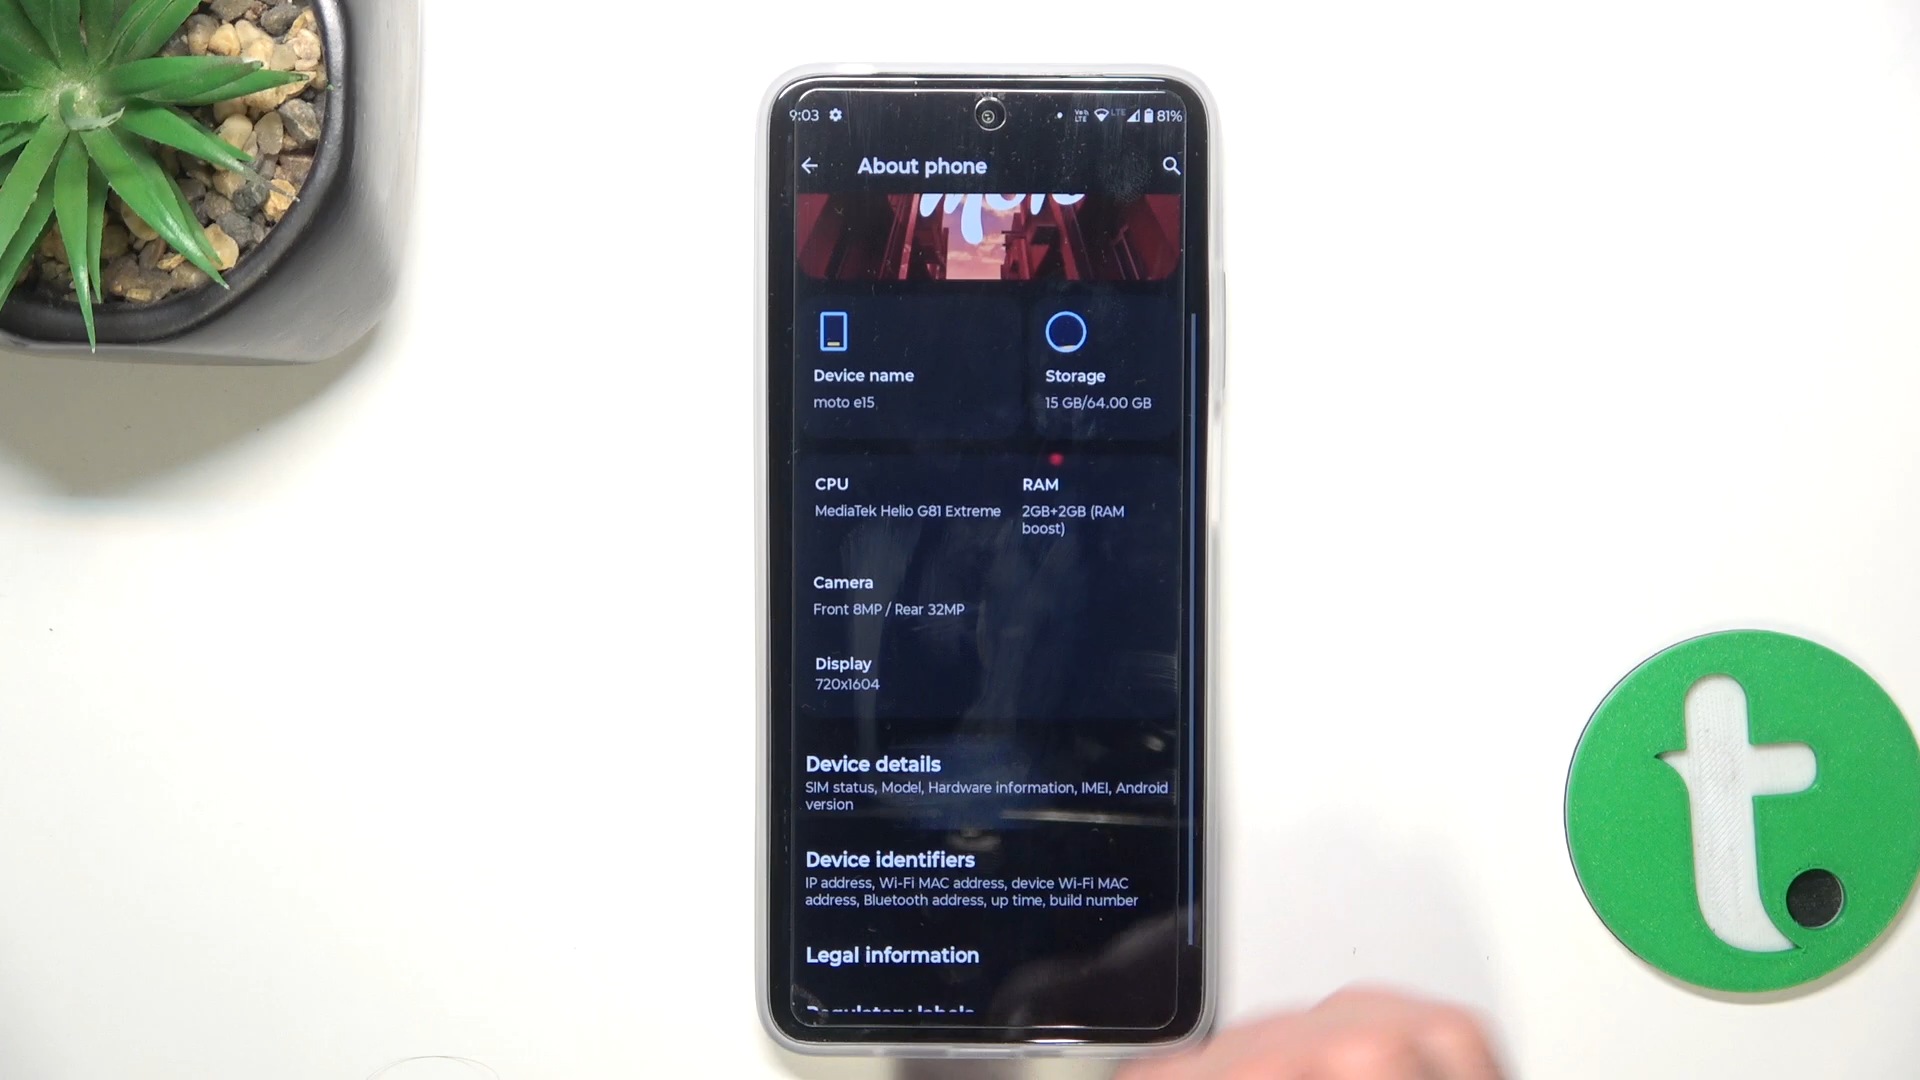 9:03 81%
About phone
moto
Device name
moto e15
Storage
15 GB/64.00 GB
CPU
MediaTek Helio G81 Extreme
RAM
2GB+2GB (RAM
boost)
Camera
Front 8MP / Rear 32MP
Display
720x1604
Device details
SIM status, Model, Hardware information, IMEI, Android
version
Device identifiers
IP address, Wi-Fi MAC address, device Wi-Fi MAC
address, Bluetooth address, up time, build number
Legal information
Regulatory labels
t